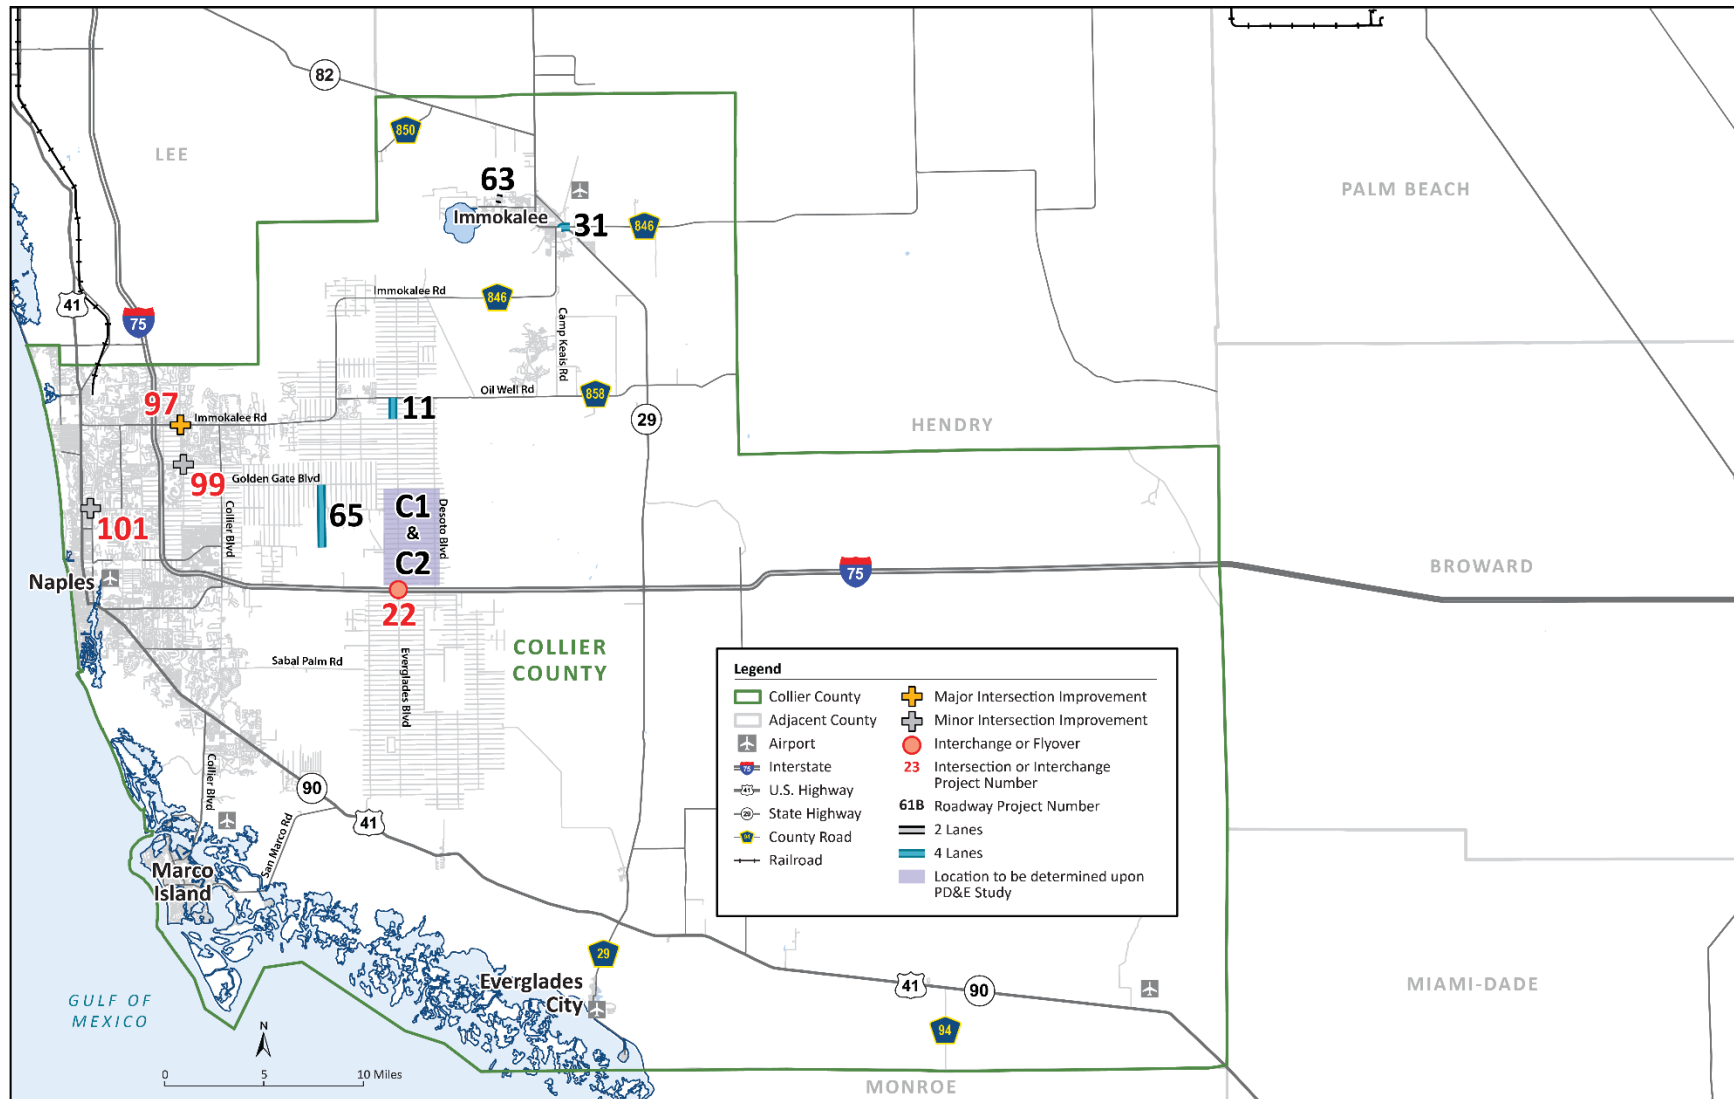 82
850
LEE
63
PALM BEACH
Immokalee
31
846
Immokalee Rd
846
41
75
Camp Keais Rd
Oil Well Rd
858
97
Immokalee Rd
11
29
HENDRY
99
Golden Gate Blvd
65
C1
&
C2
Desoto Blvd
Collier Blvd
101
Naples
75
BROWARD
22
COLLIER
COUNTY
Sabal Palm Rd
Everglades Blvd
Legend
Collier County
Adjacent County
Airport
75
Interstate
41
U.S. Highway
29
State Highway
94
County Road
Railroad
Major Intersection Improvement
Minor Intersection Improvement
Interchange or Flyover
23
Intersection or Interchange
Project Number
61B
Roadway Project Number
2 Lanes
4 Lanes
Location to be determined upon
PD&E Study
Collier Blvd
90
41
San Marco Rd
Marco
Island
29
Everglades
City
41
90
94
MIAMI-DADE
GULF OF
MEXICO
N
0
5
10 Miles
MONROE